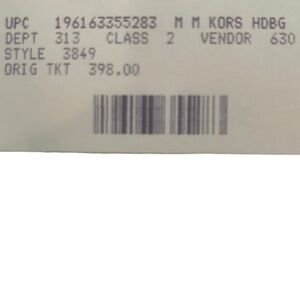 UPC 196163355283 M M KORS HDBG
DEPT 313 CLASS 2 VENDOR 630
STYLE 3849
ORIG TKT 398.00